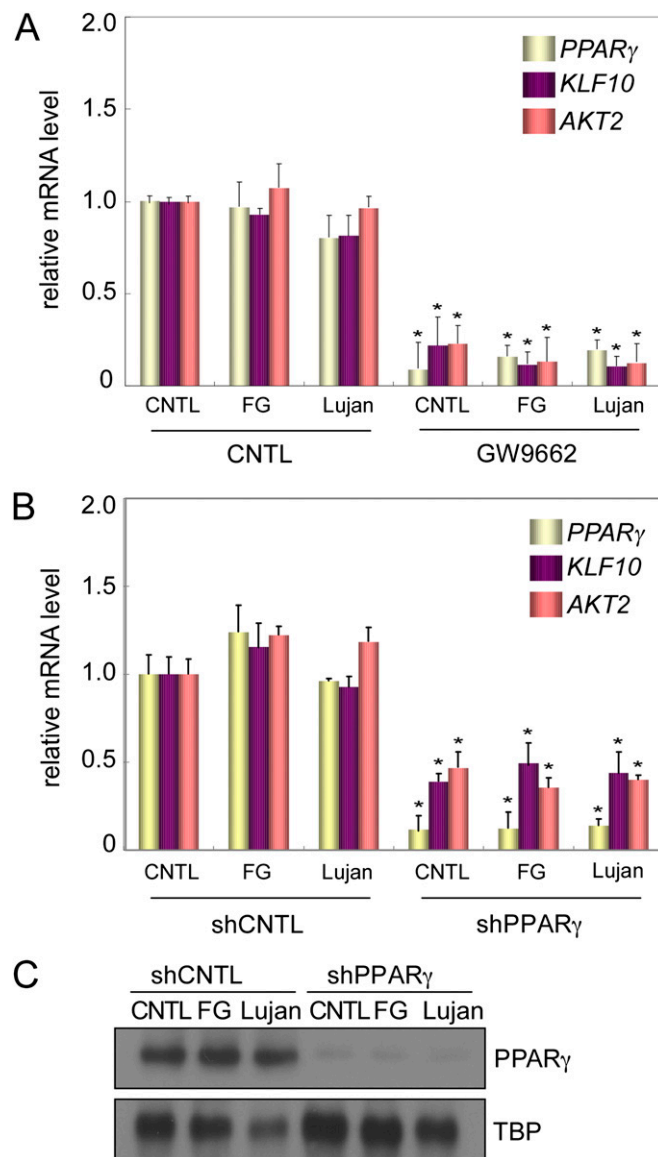 A
2.0
1.5
1.0
0.5
0
relative mRNA level
PPARγ
KLF10
AKT2
* * * * * * * * *
CNTL FG Lujan CNTL FG Lujan
CNTL GW9662
B
2.0
1.5
1.0
0.5
0
relative mRNA level
PPARγ
KLF10
AKT2
* * * * * * * * *
CNTL FG Lujan CNTL FG Lujan
shCNTL shPPARγ
C
shCNTL shPPARγ
CNTL FG Lujan CNTL FG Lujan
PPARγ
TBP